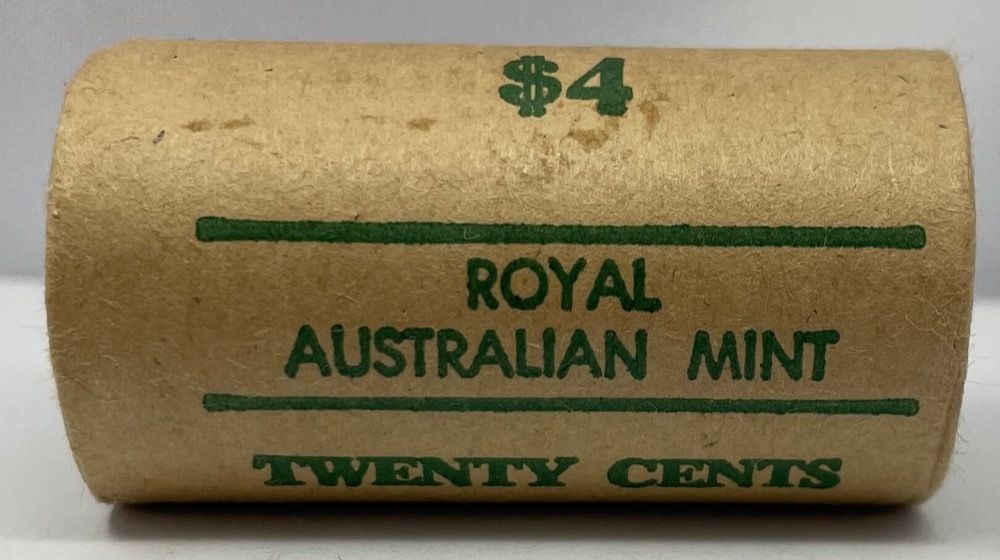 $4
ROYAL
AUSTRALIAN MINT
TWENTY CENTS